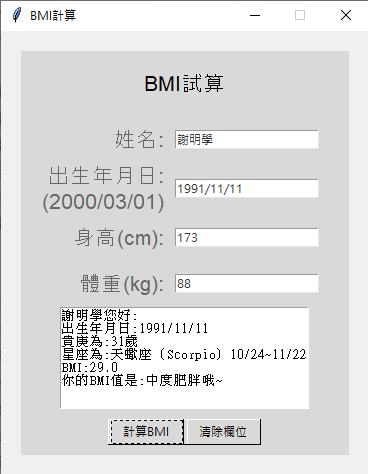 BMI計算
BMI試算
姓名:
謝明學
出生年月日:
(2000/03/01)
1991/11/11
身高(cm):
173
體重(kg):
88
謝明學您好:
出生年月日:1991/11/11
貴庚為:31歲
星座為:天蠍座 (Scorpio) 10/24~11/22
BMI:29.0
你的BMI值是:中度肥胖哦~
計算BMI
清除欄位